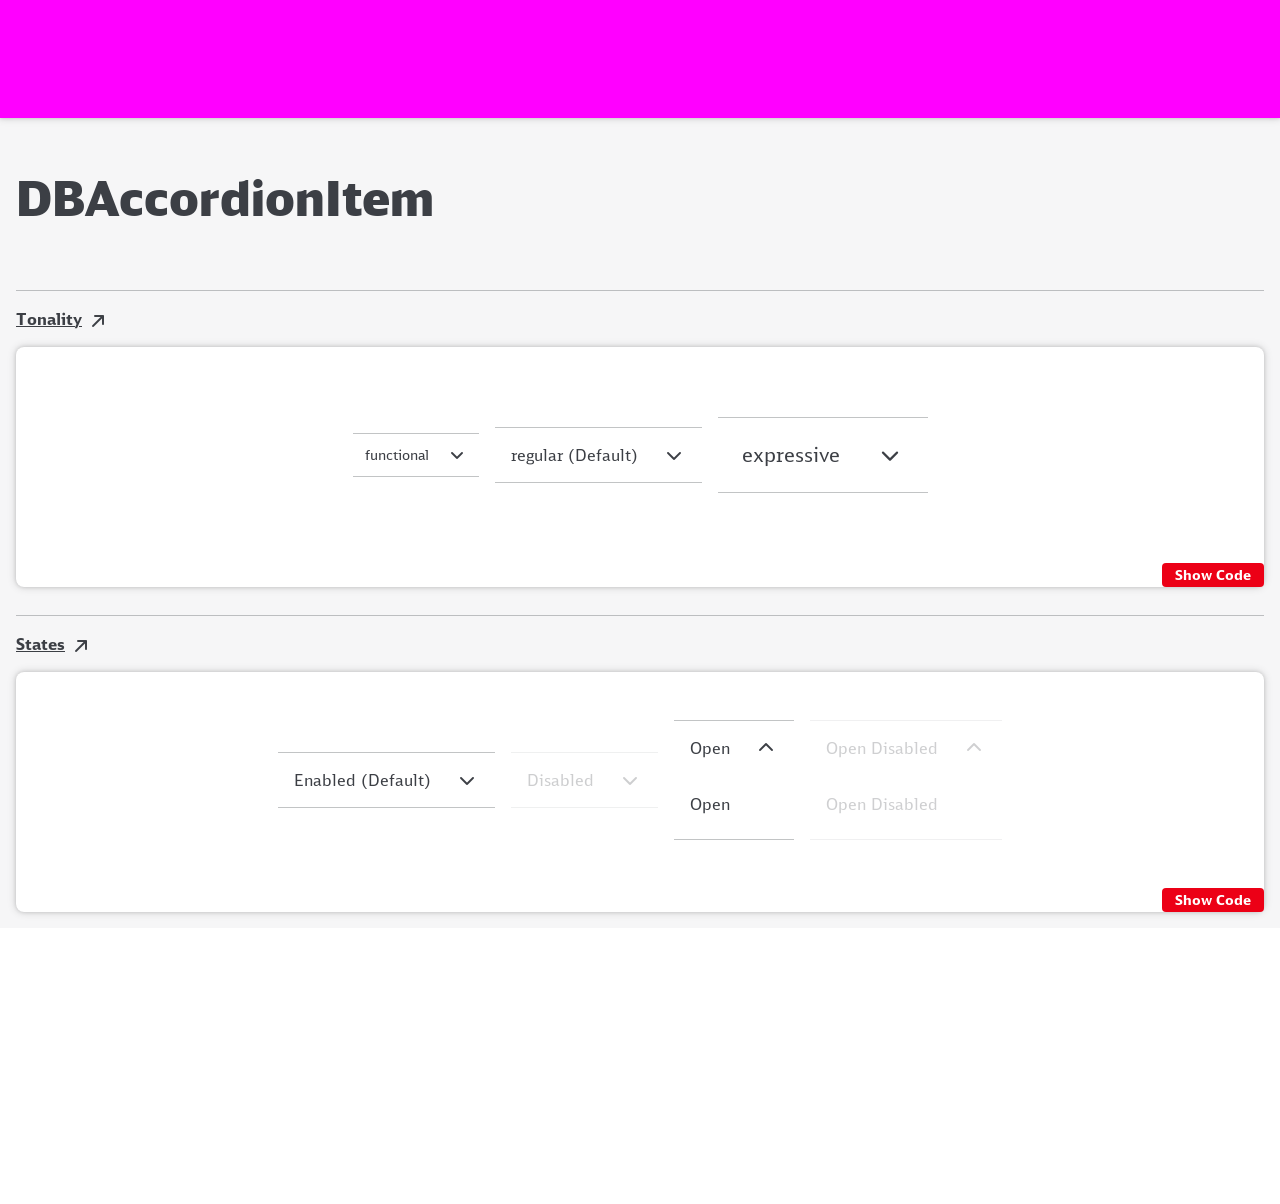 DBAccordionItem
Tonality
functional
regular (Default)
expressive
Show Code
States
Enabled (Default)
Disabled
Open
Open Disabled
Open
Open Disabled
Show Code